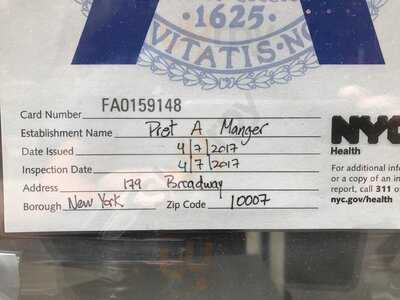 · 1625 ·
VITATIS · NO
Card Number FA0159148
Establishment Name Pret A Manger
Date Issued 4/7/2017
Inspection Date 4/7/2017
Address 179 Broadway
Borough New York Zip Code 10007
NYC
Health
For additional info
or a copy of an in
report, call 311 o
nyc.gov/health